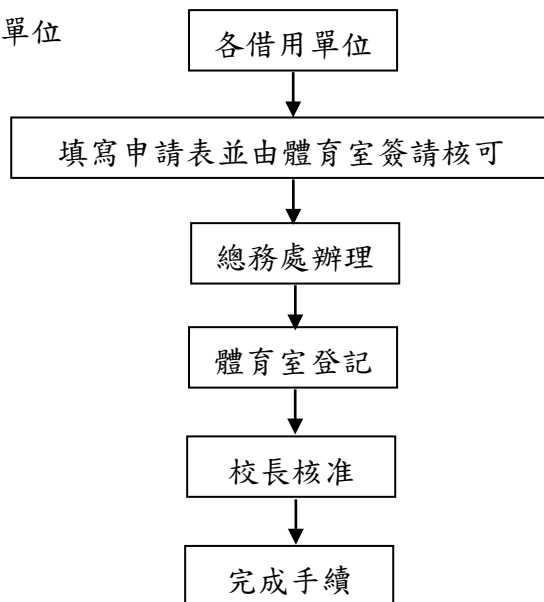 單位
各借用單位
填寫申請表並由體育室簽請核可
總務處辦理
體育室登記
校長核准
完成手續